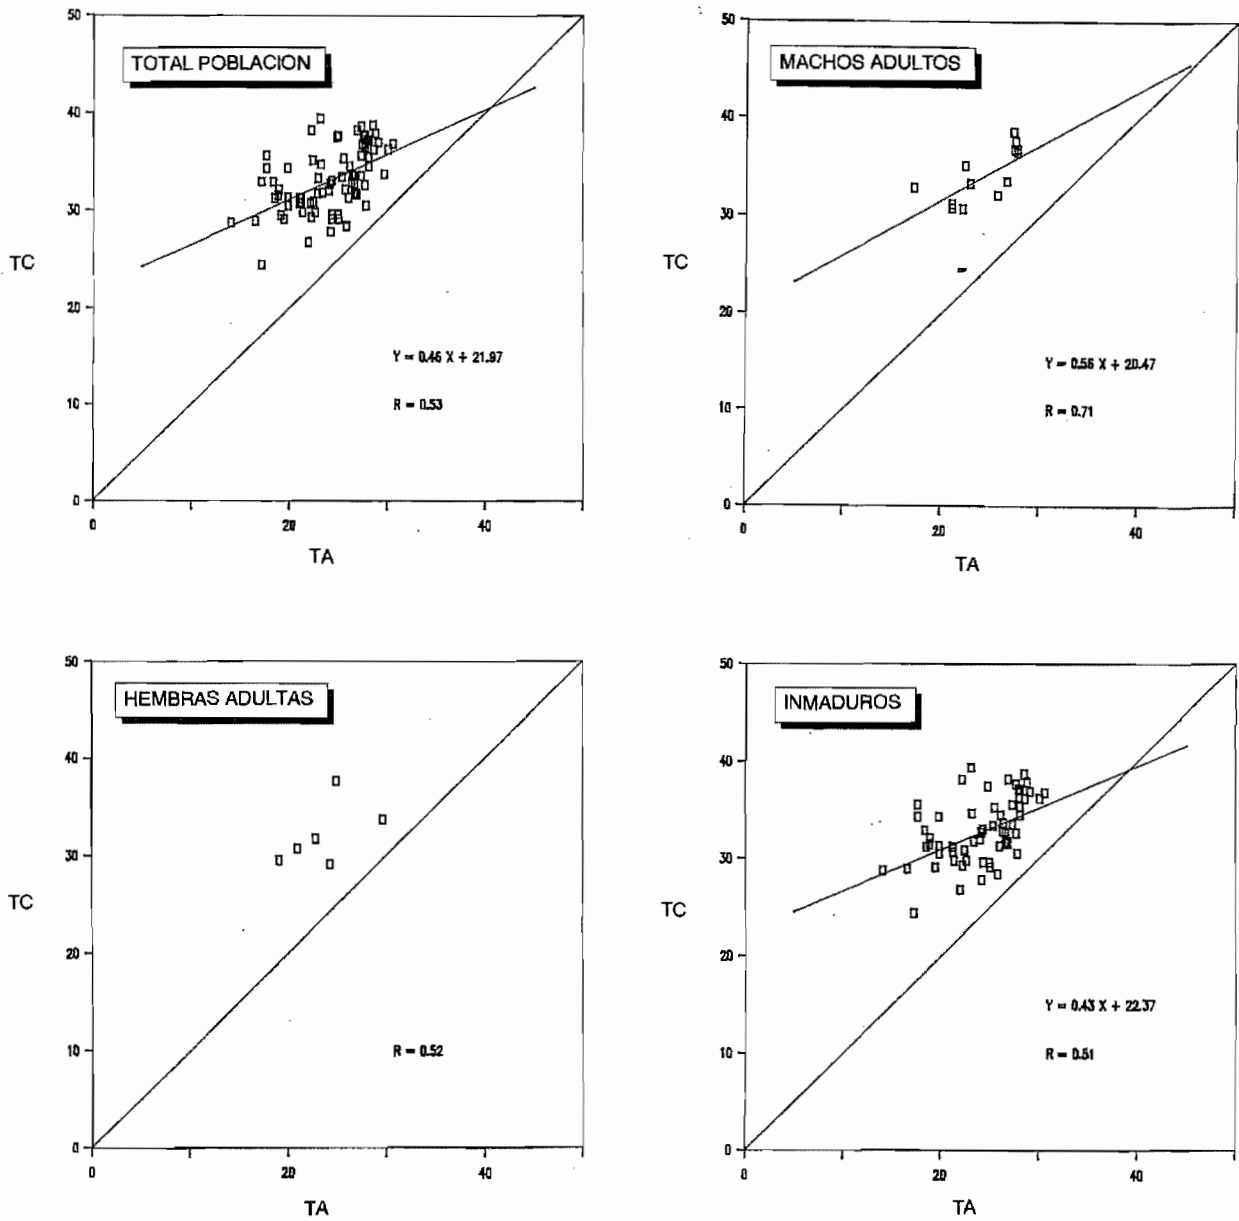 50
TOTAL POBLACION
40
30
TC
20
Y = 0.46 X + 21.97
10
R = 0.53
0
0 20 40
TA
50
MACHOS ADULTOS
40
30
TC
20
Y = 0.56 X + 20.47
10
R = 0.71
0
0 20 40
TA
50
HEMBRAS ADULTAS
40
30
TC
20
10
R = 0.52
0
0 20 40
TA
50
INMADUROS
40
30
TC
20
Y = 0.43 X + 22.37
10
R = 0.51
0
0 20 40
TA